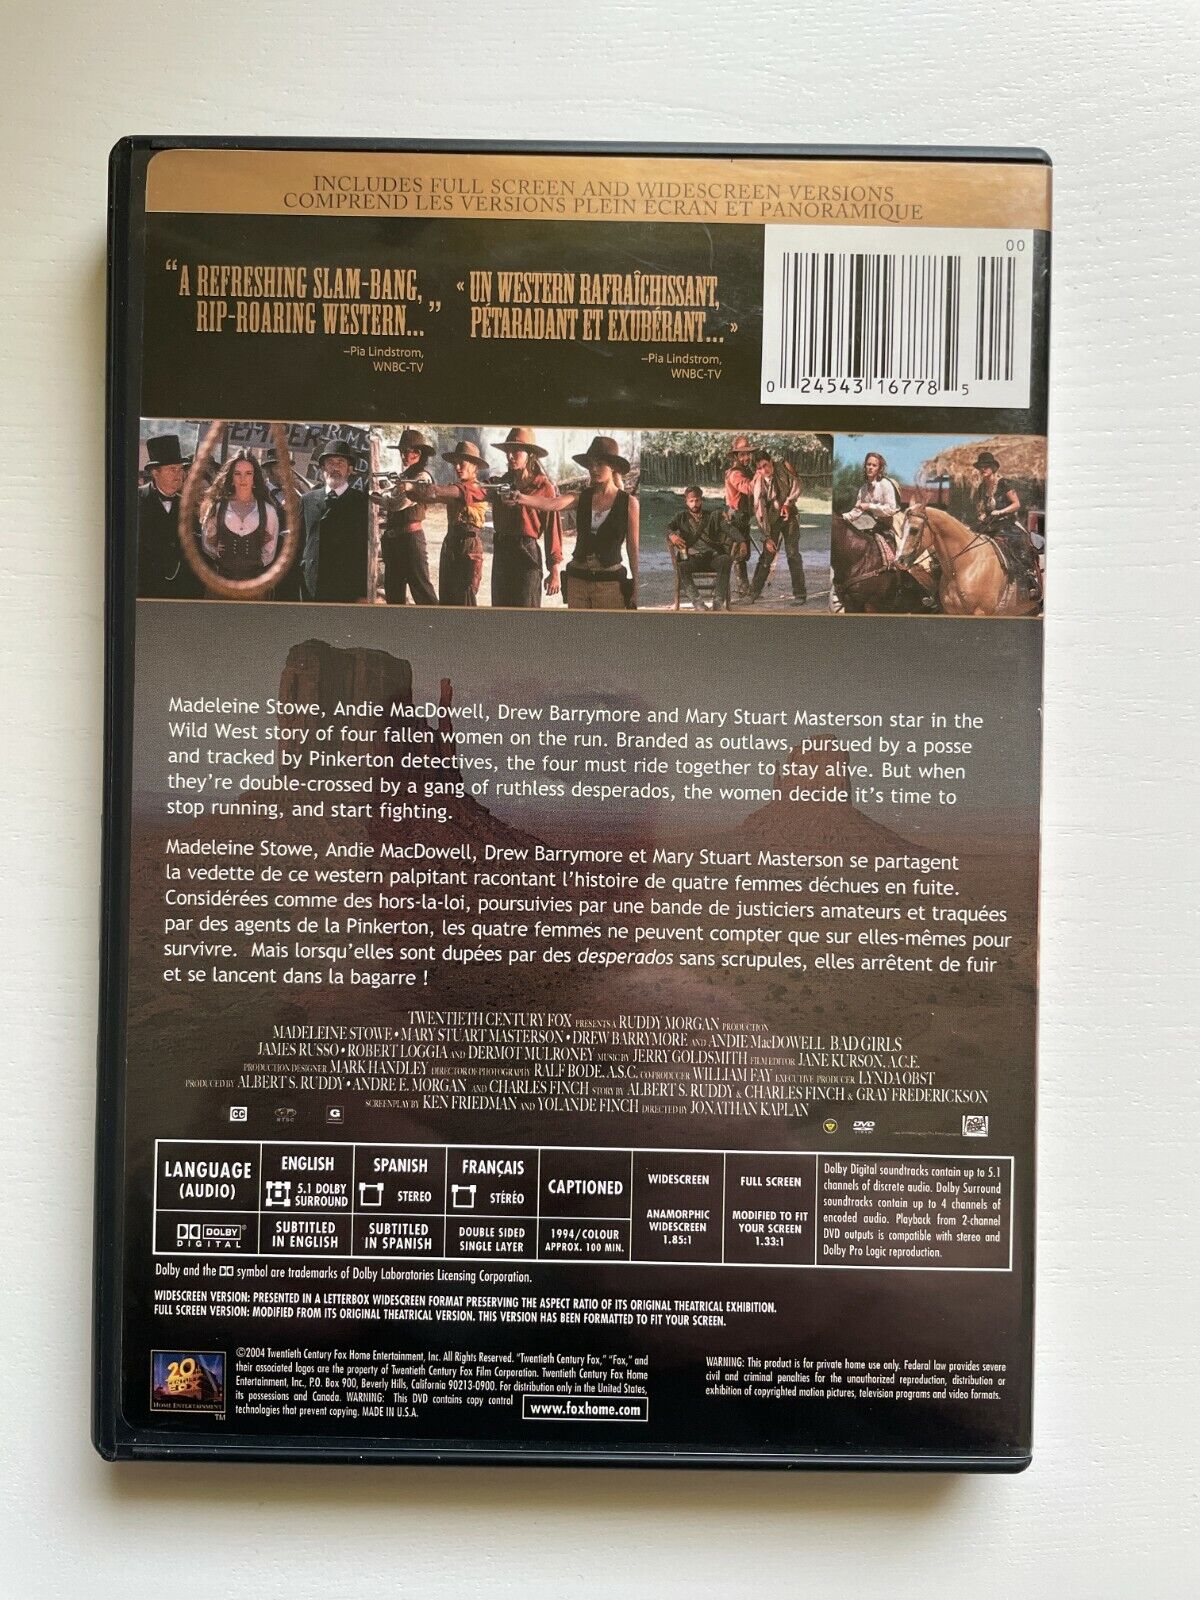 INCLUDES FULL SCREEN AND WIDESCREEN VERSIONS
COMPREND LES VERSIONS PLEIN ÉCRAN ET PANORAMIQUE
“A REFRESHING SLAM-BANG,
RIP-ROARING WESTERN...”
–Pia Lindstrom,
WNBC-TV
« UN WESTERN RAFRAÎCHISSANT,
PÉTARADANT ET EXUBÉRANT... »
–Pia Lindstrom,
WNBC-TV
00
0 24543 16778 5
Madeleine Stowe, Andie MacDowell, Drew Barrymore and Mary Stuart Masterson star in the
Wild West story of four fallen women on the run. Branded as outlaws, pursued by a posse
and tracked by Pinkerton detectives, the four must ride together to stay alive. But when
they’re double-crossed by a gang of ruthless desperados, the women decide it’s time to
stop running, and start fighting.
Madeleine Stowe, Andie MacDowell, Drew Barrymore et Mary Stuart Masterson se partagent
la vedette de ce western palpitant racontant l’histoire de quatre femmes déchues en fuite.
Considérées comme des hors-la-loi, poursuivies par une bande de justiciers amateurs et traquées
par des agents de la Pinkerton, les quatre femmes ne peuvent compter que sur elles-mêmes pour
survivre. Mais lorsqu’elles sont dupées par des desperados sans scrupules, elles arrêtent de fuir
et se lancent dans la bagarre !
TWENTIETH CENTURY FOX PRESENTS A RUDDY MORGAN PRODUCTION
MADELEINE STOWE • MARY STUART MASTERSON • DREW BARRYMORE AND ANDIE MacDOWELL BAD GIRLS
JAMES RUSSO • ROBERT LOGGIA AND DERMOT MULRONEY MUSIC BY JERRY GOLDSMITH FILM EDITOR JANE KURSON, A.C.E.
PRODUCTION DESIGNER MARK HANDLEY DIRECTOR OF PHOTOGRAPHY RALF BODE, A.S.C. CO-PRODUCER WILLIAM FAY EXECUTIVE PRODUCER LYNDA OBST
PRODUCED BY ALBERT S. RUDDY • ANDRE E. MORGAN AND CHARLES FINCH STORY BY ALBERT S. RUDDY & CHARLES FINCH & GRAY FREDERICKSON
SCREENPLAY BY KEN FRIEDMAN AND YOLANDE FINCH DIRECTED BY JONATHAN KAPLAN
CC NTSC G DVD VIDEO FOX
LANGUAGE
(AUDIO)
ENGLISH
5.1 DOLBY
SURROUND
SPANISH
STEREO
FRANÇAIS
STÉRÉO
CAPTIONED
WIDESCREEN
ANAMORPHIC
WIDESCREEN
1.85:1
FULL SCREEN
MODIFIED TO FIT
YOUR SCREEN
1.33:1
DOLBY
DIGITAL
SUBTITLED
IN ENGLISH
SUBTITLED
IN SPANISH
DOUBLE SIDED
SINGLE LAYER
1994/COLOUR
APPROX. 100 MIN.
Dolby Digital soundtracks contain up to 5.1
channels of discrete audio. Dolby Surround
soundtracks contain up to 4 channels of
encoded audio. Playback from 2-channel
DVD outputs is compatible with stereo and
Dolby Pro Logic reproduction.
Dolby and the DD symbol are trademarks of Dolby Laboratories Licensing Corporation.
WIDESCREEN VERSION: PRESENTED IN A LETTERBOX WIDESCREEN FORMAT PRESERVING THE ASPECT RATIO OF ITS ORIGINAL THEATRICAL EXHIBITION.
FULL SCREEN VERSION: MODIFIED FROM ITS ORIGINAL THEATRICAL VERSION. THIS VERSION HAS BEEN FORMATTED TO FIT YOUR SCREEN.
20
CENTURY
FOX
HOME ENTERTAINMENT
TM
©2004 Twentieth Century Fox Home Entertainment, Inc. All Rights Reserved. “Twentieth Century Fox,” “Fox,” and
their associated logos are the property of Twentieth Century Fox Film Corporation. Twentieth Century Fox Home
Entertainment, Inc., P.O. Box 900, Beverly Hills, California 90213-0900. For distribution only in the United States,
its possessions and Canada. WARNING: This DVD contains copy control
technologies that prevent copying. MADE IN U.S.A.
www.foxhome.com
WARNING: This product is for private home use only. Federal law provides severe
civil and criminal penalties for the unauthorized reproduction, distribution or
exhibition of copyrighted motion pictures, television programs and video formats.